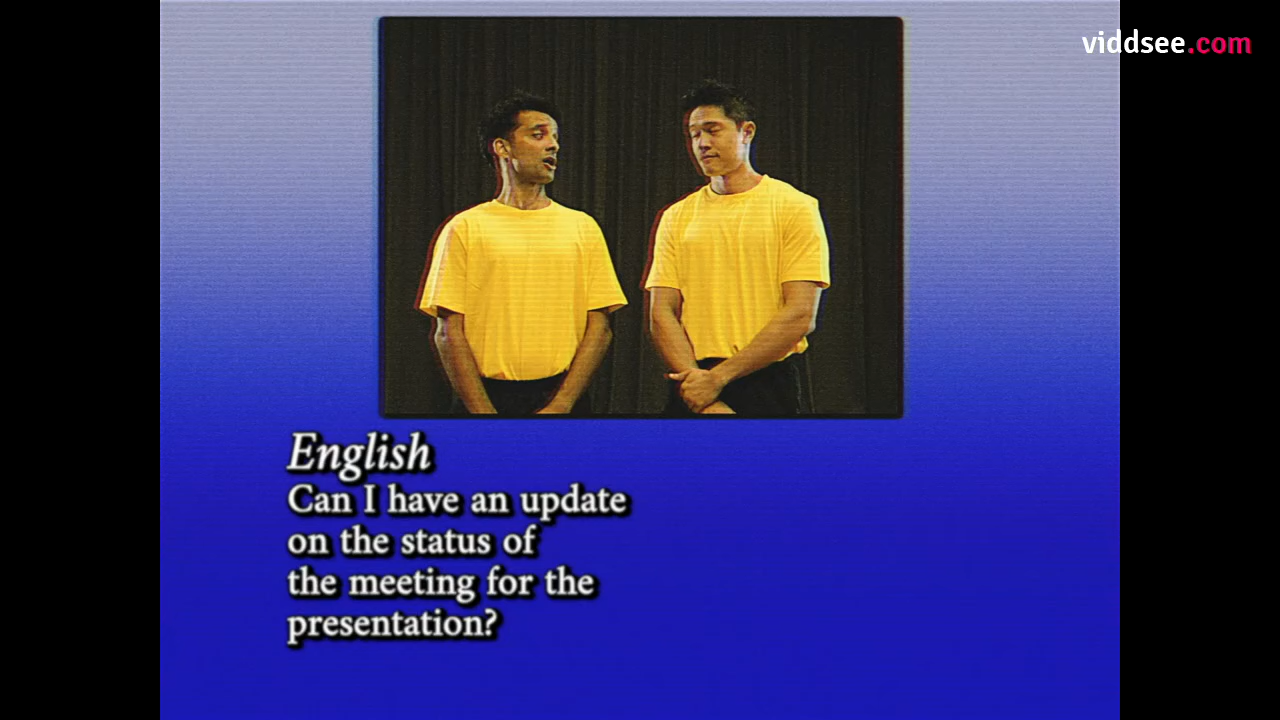 viddsee.com
English
Can I have an update
on the status of
the meeting for the
presentation?